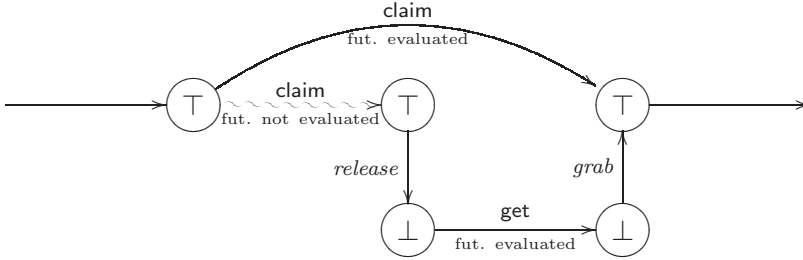 claim
fut. evaluated
⊤
claim
fut. not evaluated
⊤
⊤
release
grab
⊥
get
fut. evaluated
⊥